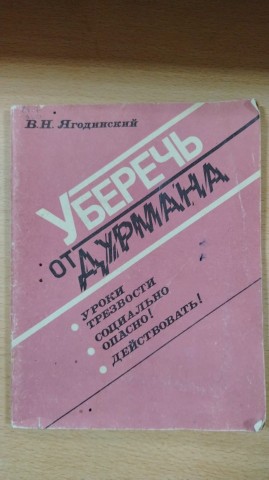 В.Н. Ягодинский
УБЕРЕЧЬ
ОТ ДУРМАНА
• УРОКИ
ТРЕЗВОСТИ
• СОЦИАЛЬНО
ОПАСНО!
• ДЕЙСТВОВАТЬ!